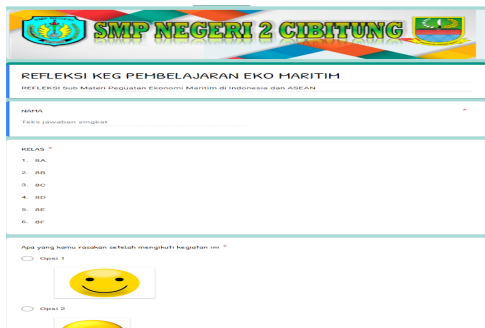 SMP NEGERI 2 CIBITUNG
REFLEKSI KEG PEMBELAJARAN EKO MARITIM
REFLEKSI Sub Materi Peguatan Ekonomi Maritim di Indonesia dan ASEAN
NAMA *
Teks jawaban singkat
KELAS *
1. 8A
2. 8B
3. 8C
4. 8D
5. 8E
6. 8F
Apa yang kamu rasakan setelah mengikuti kegiatan ini *
Opsi 1
Opsi 2